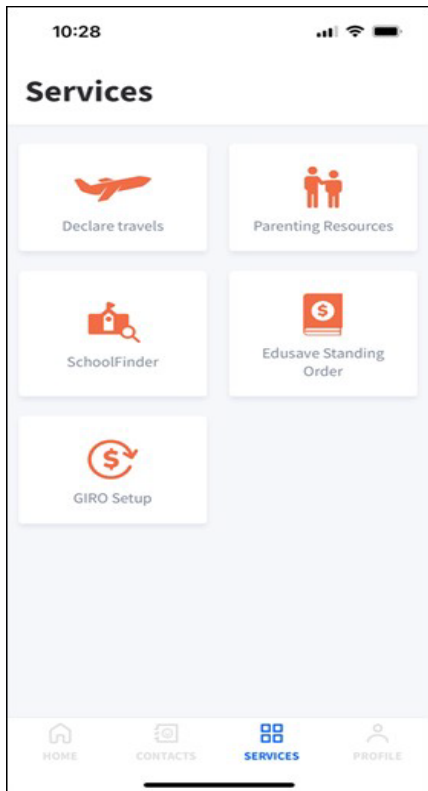 10:28
Services
Declare travels
Parenting Resources
SchoolFinder
Edusave Standing
Order
GIRO Setup
HOME
CONTACTS
SERVICES
PROFILE